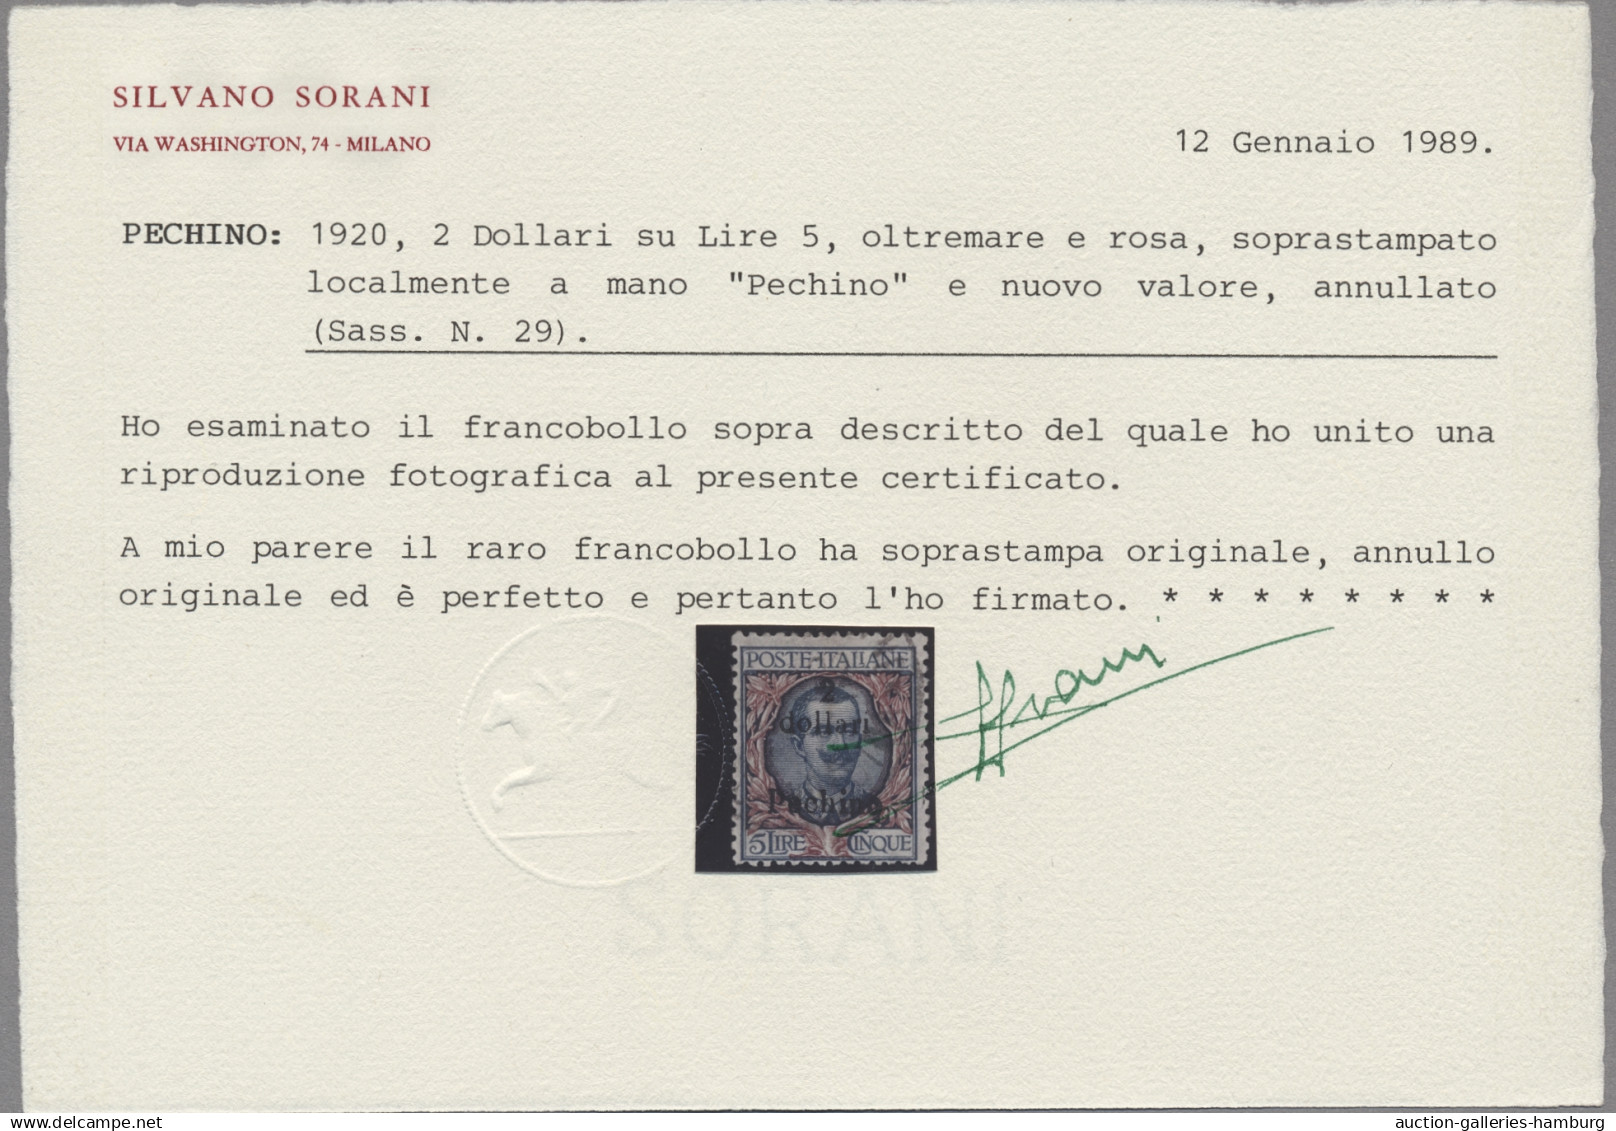 SILVANO SORANI
VIA WASHINGTON, 74 - MILANO
12 Gennaio 1989.
PECHINO: 1920, 2 Dollari su Lire 5, oltremare e rosa, soprastampato
localmente a mano "Pechino" e nuovo valore, annullato
(Sass. N. 29).
Ho esaminato il francobollo sopra descritto del quale ho unito una
riproduzione fotografica al presente certificato.
A mio parere il raro francobollo ha soprastampa originale, annullo
originale ed è perfetto e pertanto l'ho firmato. * * * * * * * *
POSTE-ITALIANE
2
dollari
Pechino
5 LIRE CINQUE
SORANI
delcampe.net
auction-galleries-hamburg